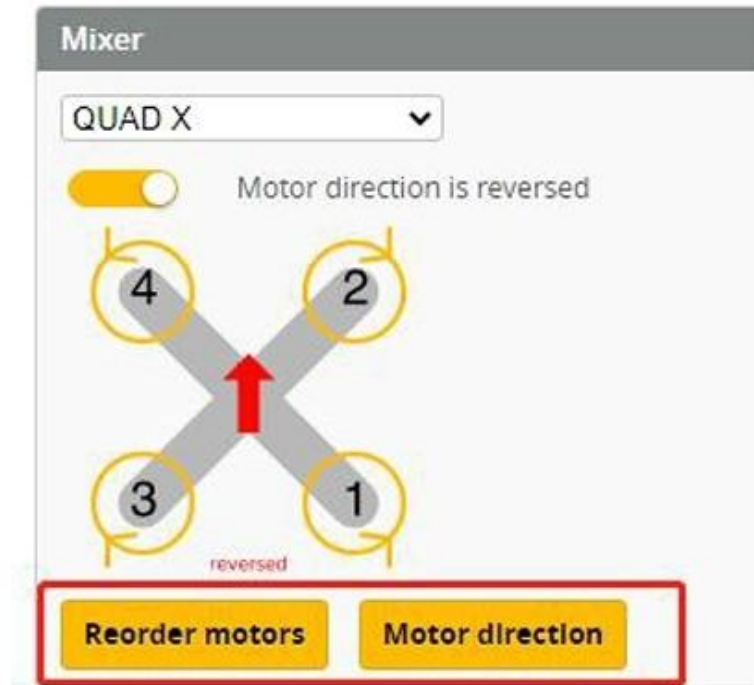 Mixer
QUAD X
Motor direction is reversed
4 2
3 1
reversed
Reorder motors Motor direction